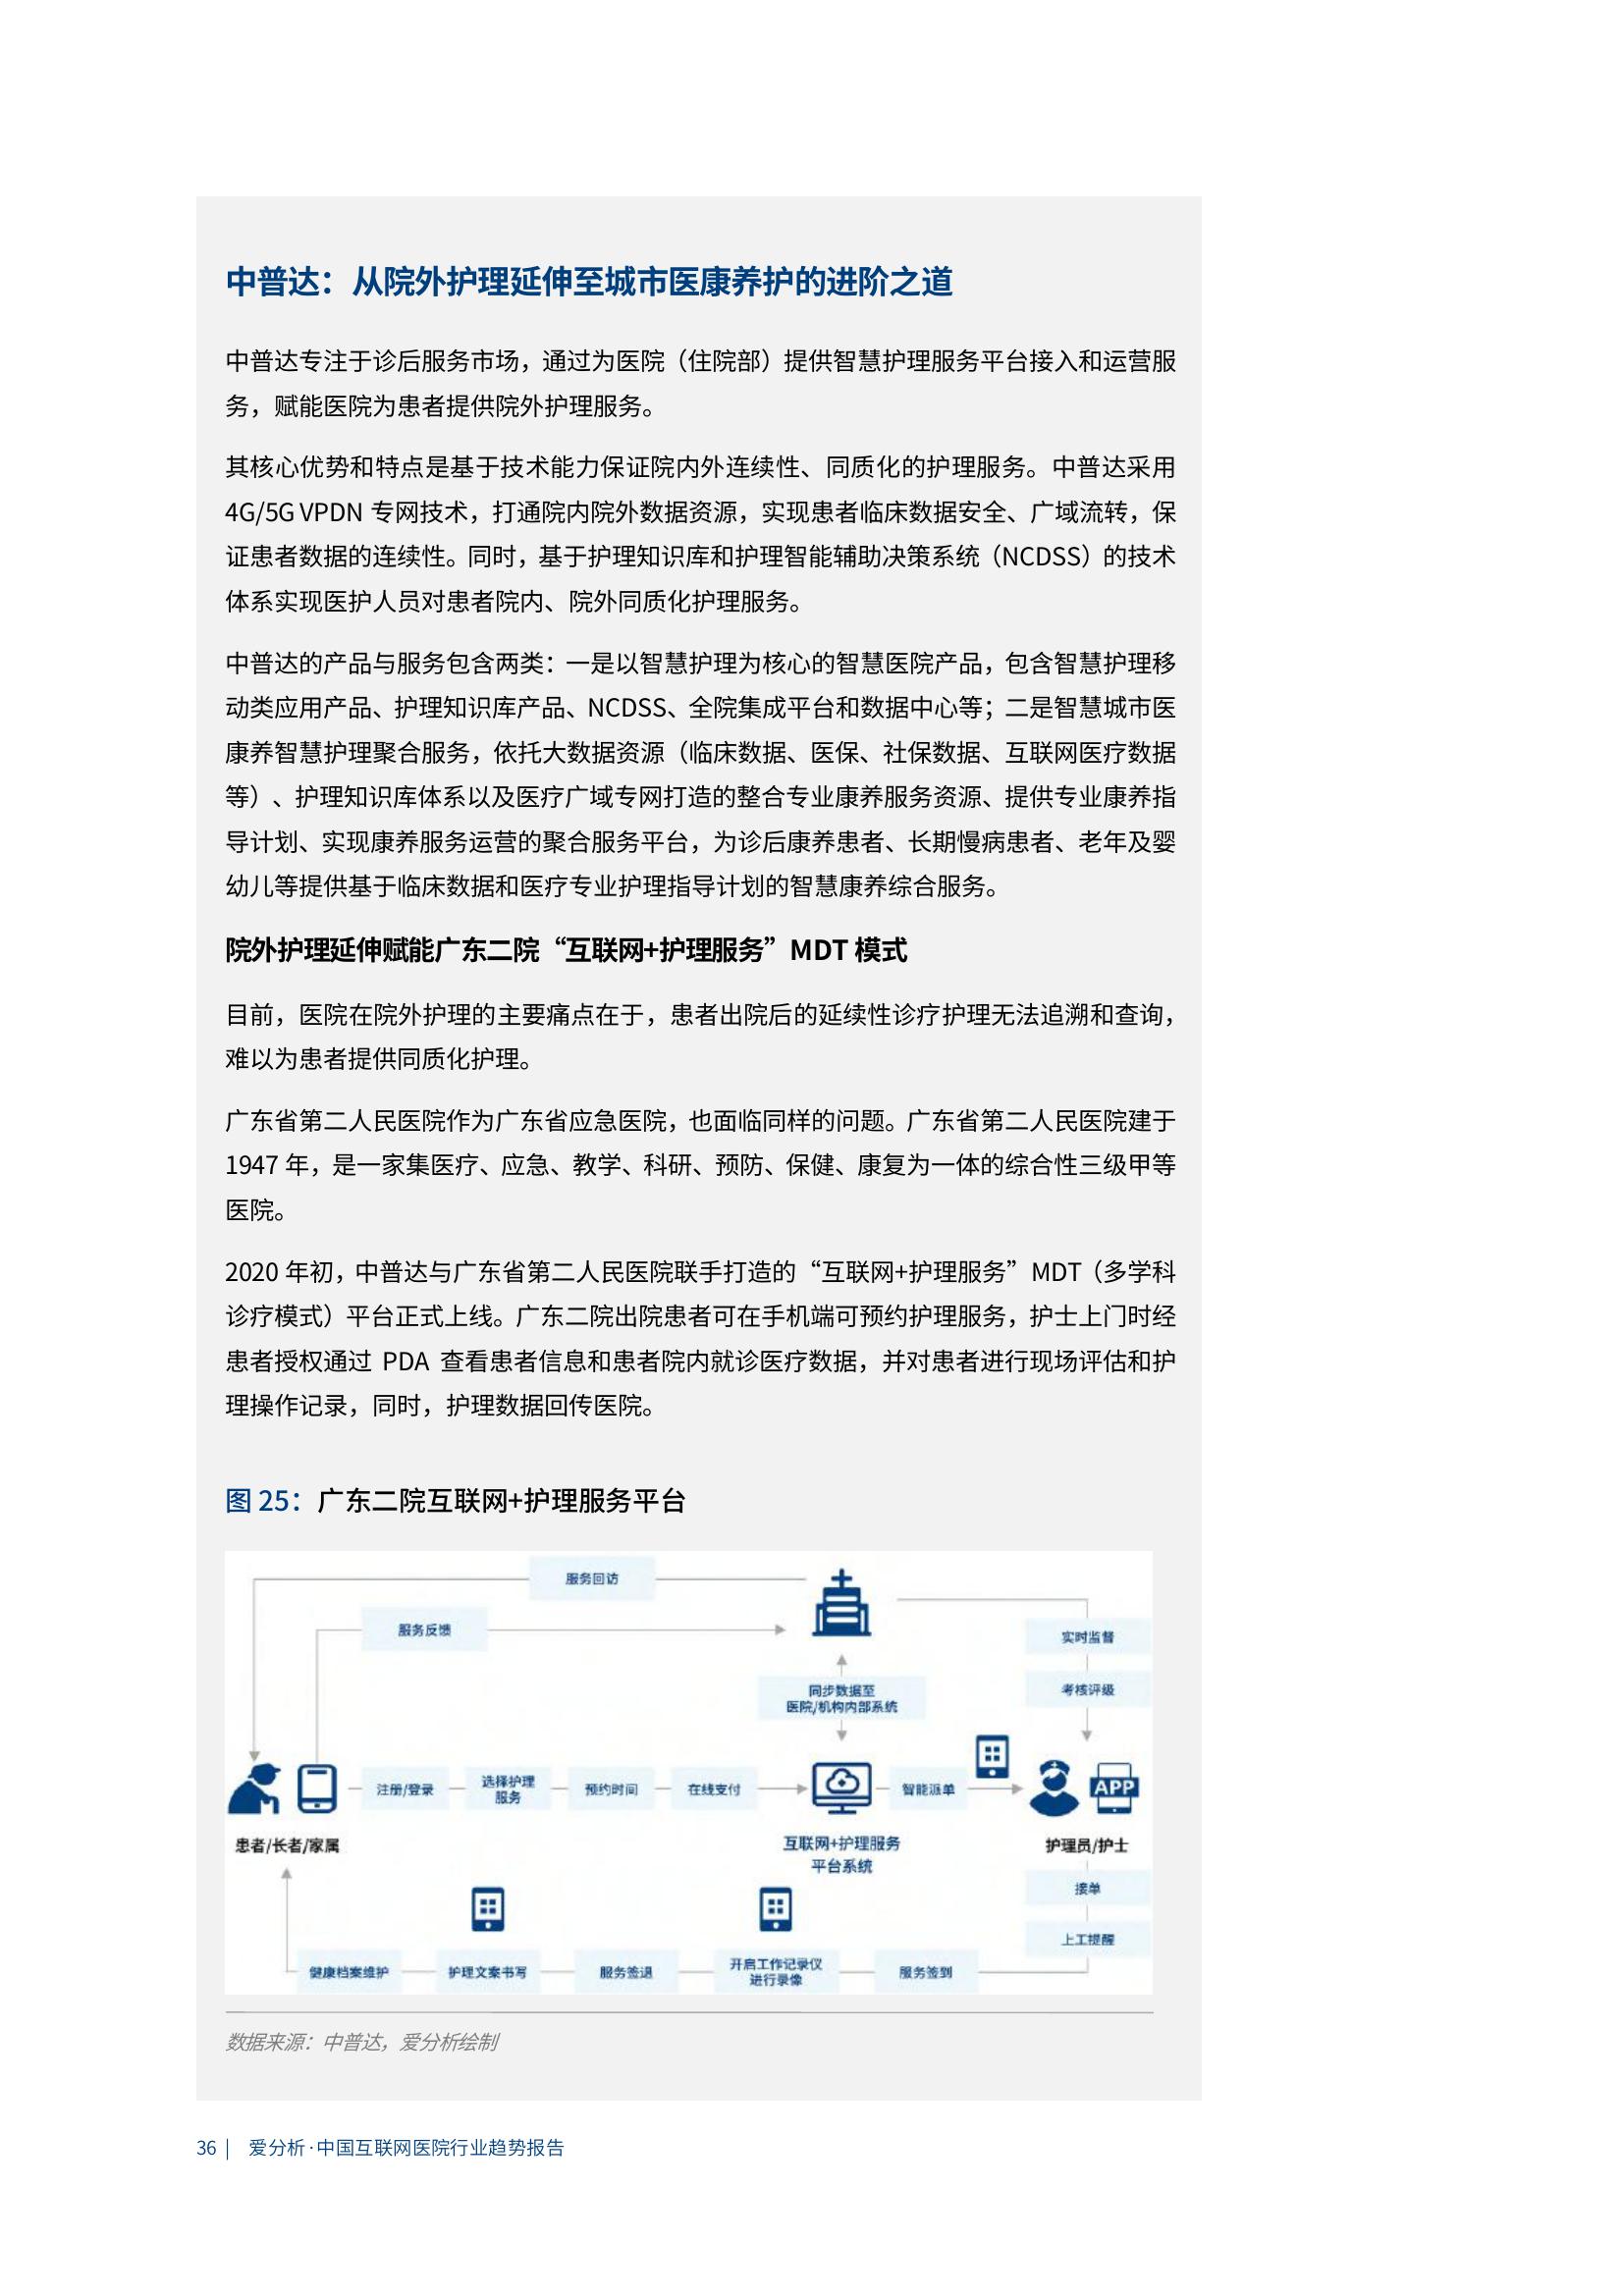 中普达：从院外护理延伸至城市医康养护的进阶之道
中普达专注于诊后服务市场，通过为医院（住院部）提供智慧护理服务平台接入和运营服
务，赋能医院为患者提供院外护理服务。
其核心优势和特点是基于技术能力保证院内外连续性、同质化的护理服务。中普达采用
4G/5G VPDN 专网技术，打通院内院外数据资源，实现患者临床数据安全、广域流转，保
证患者数据的连续性。同时，基于护理知识库和护理智能辅助决策系统（NCDSS）的技术
体系实现医护人员对患者院内、院外同质化护理服务。
中普达的产品与服务包含两类：一是以智慧护理为核心的智慧医院产品，包含智慧护理移
动类应用产品、护理知识库产品、NCDSS、全院集成平台和数据中心等；二是智慧城市医
康养智慧护理聚合服务，依托大数据资源（临床数据、医保、社保数据、互联网医疗数据
等）、护理知识库体系以及医疗广域专网打造的整合专业康养服务资源、提供专业康养指
导计划、实现康养服务运营的聚合服务平台，为诊后康养患者、长期慢病患者、老年及婴
幼儿等提供基于临床数据和医疗专业护理指导计划的智慧康养综合服务。
院外护理延伸赋能广东二院“互联网+护理服务”MDT 模式
目前，医院在院外护理的主要痛点在于，患者出院后的延续性诊疗护理无法追溯和查询，
难以为患者提供同质化护理。
广东省第二人民医院作为广东省应急医院，也面临同样的问题。广东省第二人民医院建于
1947 年，是一家集医疗、应急、教学、科研、预防、保健、康复为一体的综合性三级甲等
医院。
2020 年初，中普达与广东省第二人民医院联手打造的“互联网+护理服务”MDT（多学科
诊疗模式）平台正式上线。广东二院出院患者可在手机端可预约护理服务，护士上门时经
患者授权通过 PDA 查看患者信息和患者院内就诊医疗数据，并对患者进行现场评估和护
理操作记录，同时，护理数据回传医院。
图 25：广东二院互联网+护理服务平台
服务回访
服务反馈
实时监督
考核评级
同步数据至
医院/机构内部系统
注册/登录
选择护理
服务
预约时间
在线支付
智能派单
APP
患者/长者/家属
互联网+护理服务
平台系统
护理员/护士
接单
上工提醒
健康档案维护
护理文案书写
服务签退
开启工作记录仪
进行录像
服务签到
数据来源：中普达，爱分析绘制
36 | 爱分析·中国互联网医院行业趋势报告